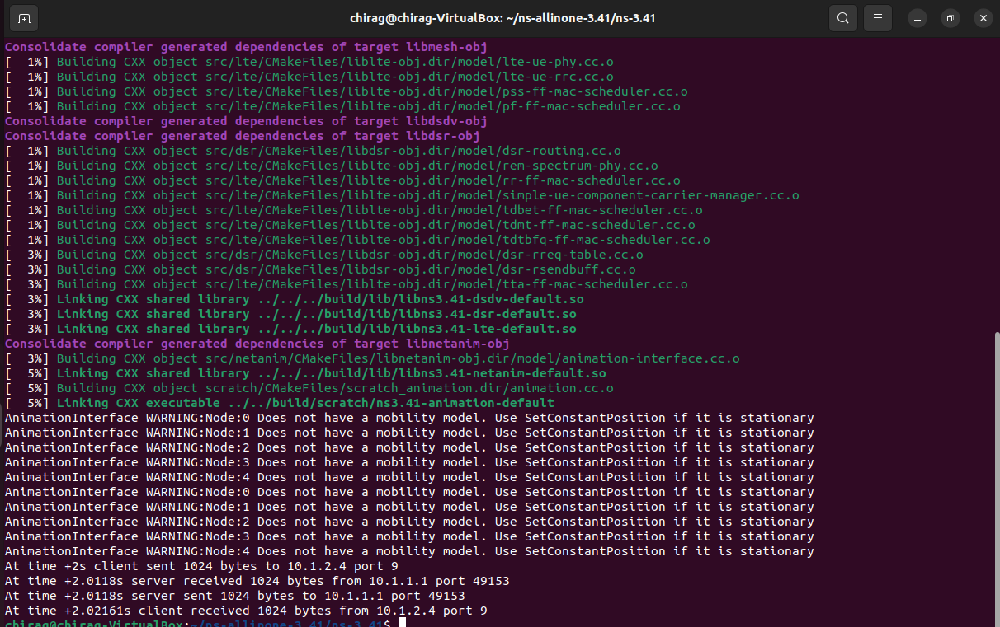 chirag@chirag-VirtualBox: ~/ns-allinone-3.41/ns-3.41
Consolidate compiler generated dependencies of target libmesh-obj
[  1%] Building CXX object src/lte/CMakeFiles/liblte-obj.dir/model/lte-ue-phy.cc.o
[  1%] Building CXX object src/lte/CMakeFiles/liblte-obj.dir/model/lte-ue-rrc.cc.o
[  1%] Building CXX object src/lte/CMakeFiles/liblte-obj.dir/model/pss-ff-mac-scheduler.cc.o
[  1%] Building CXX object src/lte/CMakeFiles/liblte-obj.dir/model/pf-ff-mac-scheduler.cc.o
Consolidate compiler generated dependencies of target libdsdv-obj
Consolidate compiler generated dependencies of target libdsr-obj
[  1%] Building CXX object src/dsr/CMakeFiles/libdsr-obj.dir/model/dsr-routing.cc.o
[  1%] Building CXX object src/lte/CMakeFiles/liblte-obj.dir/model/rem-spectrum-phy.cc.o
[  1%] Building CXX object src/lte/CMakeFiles/liblte-obj.dir/model/rr-ff-mac-scheduler.cc.o
[  1%] Building CXX object src/lte/CMakeFiles/liblte-obj.dir/model/simple-ue-component-carrier-manager.cc.o
[  1%] Building CXX object src/lte/CMakeFiles/liblte-obj.dir/model/tdbet-ff-mac-scheduler.cc.o
[  1%] Building CXX object src/lte/CMakeFiles/liblte-obj.dir/model/tdmt-ff-mac-scheduler.cc.o
[  1%] Building CXX object src/lte/CMakeFiles/liblte-obj.dir/model/tdtbfq-ff-mac-scheduler.cc.o
[  3%] Building CXX object src/dsr/CMakeFiles/libdsr-obj.dir/model/dsr-rreq-table.cc.o
[  3%] Building CXX object src/dsr/CMakeFiles/libdsr-obj.dir/model/dsr-rsendbuff.cc.o
[  3%] Building CXX object src/lte/CMakeFiles/liblte-obj.dir/model/tta-ff-mac-scheduler.cc.o
[  3%] Linking CXX shared library ../../../build/lib/libns3.41-dsdv-default.so
[  3%] Linking CXX shared library ../../../build/lib/libns3.41-dsr-default.so
[  3%] Linking CXX shared library ../../../build/lib/libns3.41-lte-default.so
Consolidate compiler generated dependencies of target libnetanim-obj
[  3%] Building CXX object src/netanim/CMakeFiles/libnetanim-obj.dir/model/animation-interface.cc.o
[  5%] Linking CXX shared library ../../../build/lib/libns3.41-netanim-default.so
[  5%] Building CXX object scratch/CMakeFiles/scratch_animation.dir/animation.cc.o
[  5%] Linking CXX executable ../../build/scratch/ns3.41-animation-default
AnimationInterface WARNING:Node:0 Does not have a mobility model. Use SetConstantPosition if it is stationary
AnimationInterface WARNING:Node:1 Does not have a mobility model. Use SetConstantPosition if it is stationary
AnimationInterface WARNING:Node:2 Does not have a mobility model. Use SetConstantPosition if it is stationary
AnimationInterface WARNING:Node:3 Does not have a mobility model. Use SetConstantPosition if it is stationary
AnimationInterface WARNING:Node:4 Does not have a mobility model. Use SetConstantPosition if it is stationary
AnimationInterface WARNING:Node:0 Does not have a mobility model. Use SetConstantPosition if it is stationary
AnimationInterface WARNING:Node:1 Does not have a mobility model. Use SetConstantPosition if it is stationary
AnimationInterface WARNING:Node:2 Does not have a mobility model. Use SetConstantPosition if it is stationary
AnimationInterface WARNING:Node:3 Does not have a mobility model. Use SetConstantPosition if it is stationary
AnimationInterface WARNING:Node:4 Does not have a mobility model. Use SetConstantPosition if it is stationary
At time +2s client sent 1024 bytes to 10.1.2.4 port 9
At time +2.0118s server received 1024 bytes from 10.1.1.1 port 49153
At time +2.0118s server sent 1024 bytes to 10.1.1.1 port 49153
At time +2.02161s client received 1024 bytes from 10.1.2.4 port 9
chirag@chirag-VirtualBox:~/ns-allinone-3.41/ns-3.41$